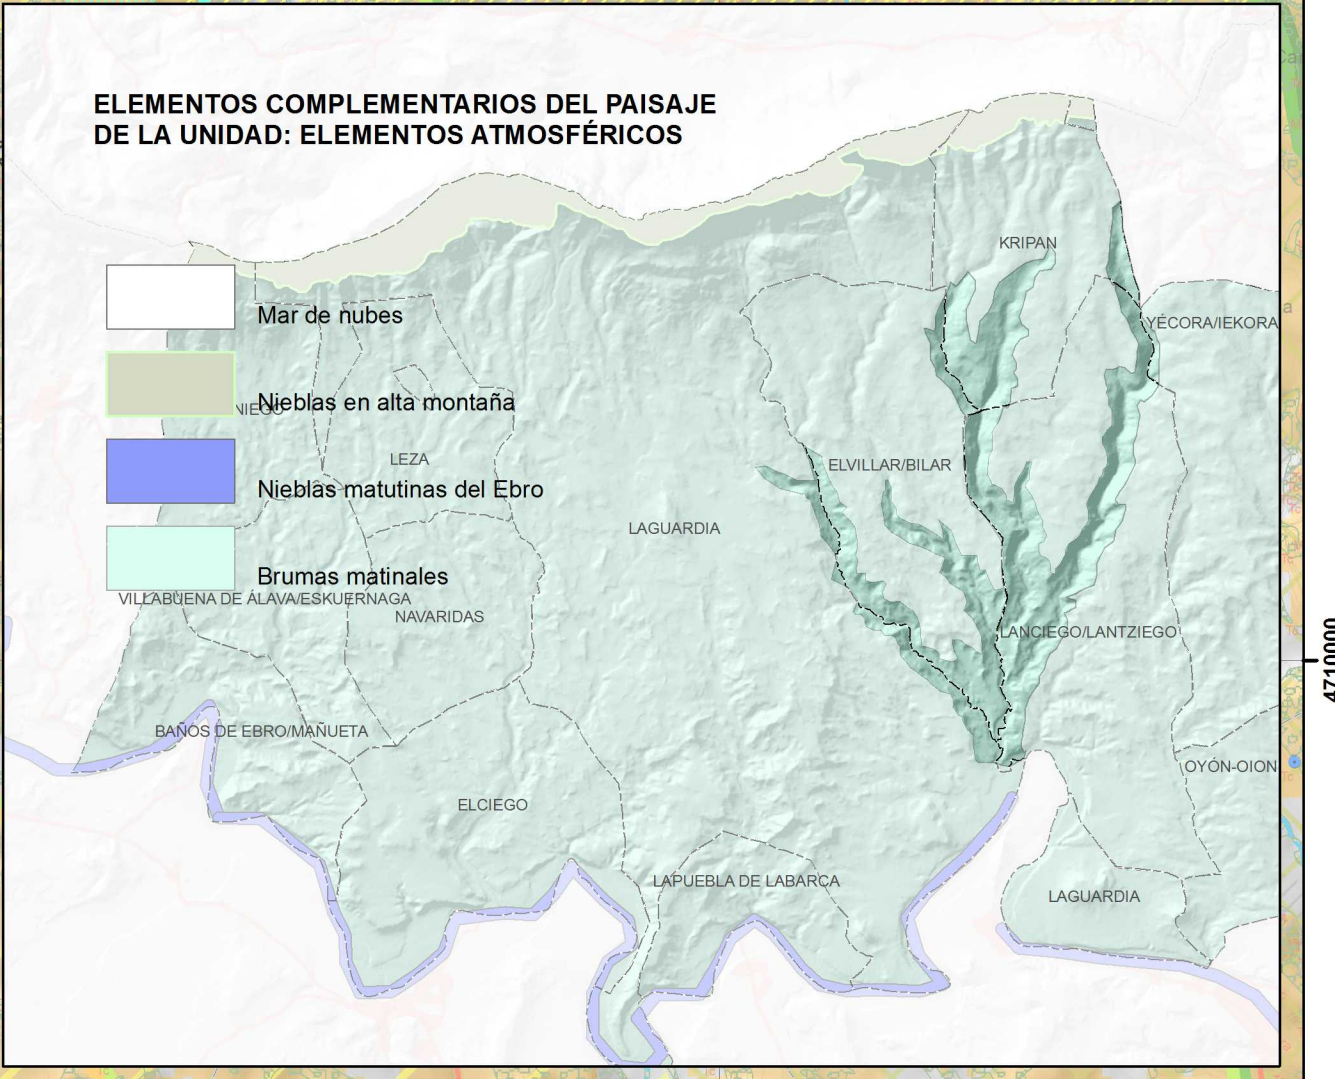 ELEMENTOS COMPLEMENTARIOS DEL PAISAJE
DE LA UNIDAD: ELEMENTOS ATMOSFÉRICOS
KRIPAN
Mar de nubes
YÉCORA/IEKORA
Nieblas en alta montaña
NIEGO
LEZA
ELVILLAR/BILAR
Nieblas matutinas del Ebro
LAGUARDIA
Brumas matinales
VILLABUENA DE ÁLAVA/ESKUERNAGA
NAVARIDAS
LANCIEGO/LANTZIEGO
4710000
BAÑOS DE EBRO/MAÑUETA
OYÓN-OION
ELCIEGO
LAPUEBLA DE LABARCA
LAGUARDIA